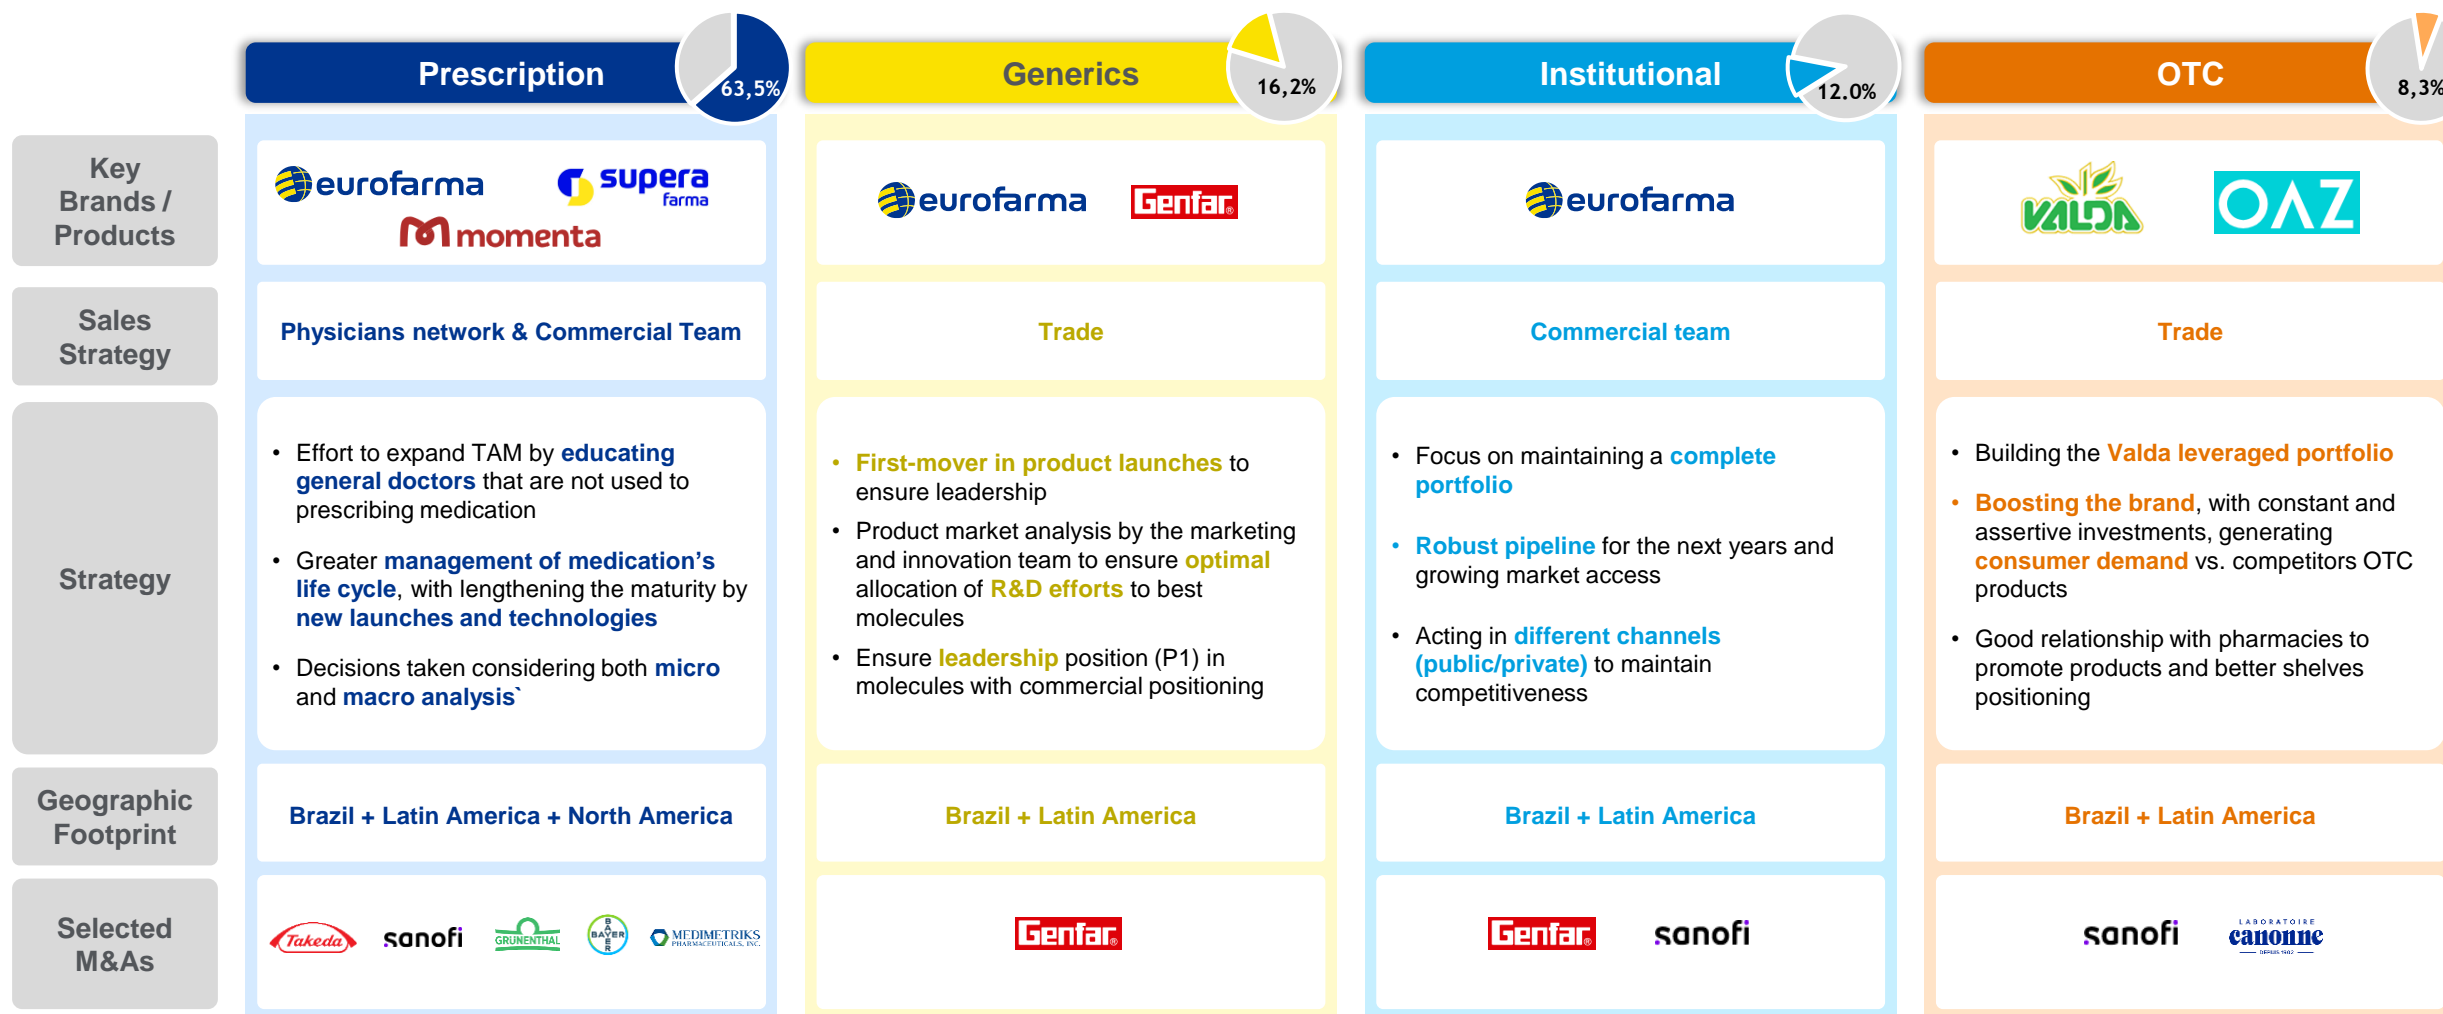 Prescription
63,5%
Generics
16,2%
Institutional
12.0%
OTC
8,3%
Key
Brands /
Products
eurofarma
supera
farma
momenta
eurofarma
Genfar
eurofarma
VALDA
OAZ
Sales
Strategy
Physicians network & Commercial Team
Trade
Commercial team
Trade
Strategy
• Effort to expand TAM by educating
general doctors that are not used to
prescribing medication
• Greater management of medication's
life cycle, with lengthening the maturity by
new launches and technologies
• Decisions taken considering both micro
and macro analysis`
• First-mover in product launches to
ensure leadership
• Product market analysis by the marketing
and innovation team to ensure optimal
allocation of R&D efforts to best
molecules
• Ensure leadership position (P1) in
molecules with commercial positioning
• Focus on maintaining a complete
portfolio
• Robust pipeline for the next years and
growing market access
• Acting in different channels
(public/private) to maintain
competitiveness
• Building the Valda leveraged portfolio
• Boosting the brand, with constant and
assertive investments, generating
consumer demand vs. competitors OTC
products
• Good relationship with pharmacies to
promote products and better shelves
positioning
Geographic
Footprint
Brazil + Latin America + North America
Brazil + Latin America
Brazil + Latin America
Brazil + Latin America
Selected
M&As
Takeda
sanofi
GRÜNENTHAL
BAYER
BAYER
MEDIMETRIKS
PHARMACEUTICALS, INC.
Genfar
Genfar
sanofi
sanofi
LABORATOIRE
canonne
DEPUIS 1902